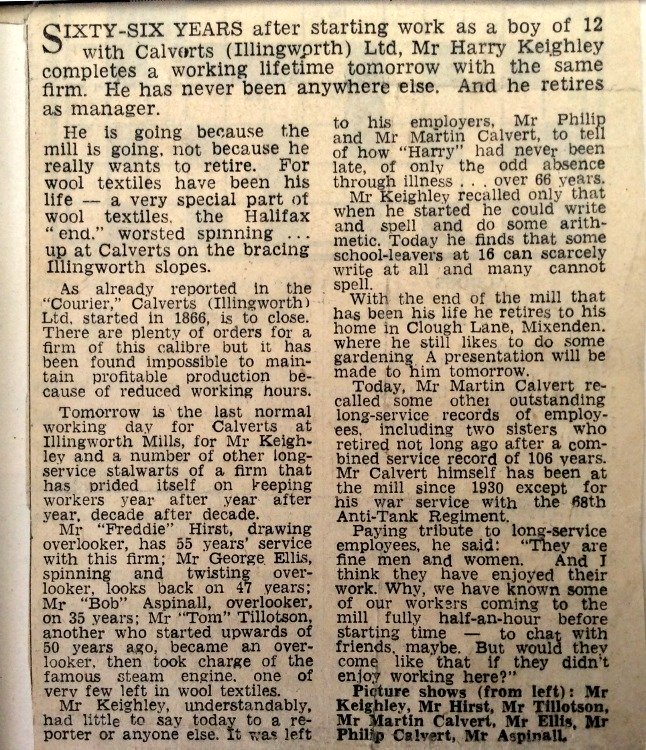 SIXTY-SIX YEARS after starting work as a boy of 12
with Calverts (Illingworth) Ltd, Mr Harry Keighley
completes a working lifetime tomorrow with the same
firm. He has never been anywhere else. And he retires
as manager.
He is going because the
mill is going, not because he
really wants to retire. For
wool textiles have been his
life — a very special part of
wool textiles, the Halifax
"end," worsted spinning ...
up at Calverts on the bracing
Illingworth slopes.
As already reported in the
"Courier," Calverts (Illingworth)
Ltd, started in 1866, is to close.
There are plenty of orders for a
firm of this calibre but it has
been found impossible to main-
tain profitable production be-
cause of reduced working hours.
Tomorrow is the last normal
working day for Calverts at
Illingworth Mills, for Mr Keigh-
ley and a number of other long-
service stalwarts of a firm that
has prided itself on keeping
workers year after year after
year, decade after decade.
Mr "Freddie" Hirst, drawing
overlooker, has 55 years' service
with this firm; Mr George Ellis,
spinning and twisting over-
looker, looks back on 47 years;
Mr "Bob" Aspinall, overlooker,
on 35 years; Mr "Tom" Tillotson,
another who started upwards of
50 years ago, became an over-
looker, then took charge of the
famous steam engine, one of
very few left in wool textiles.
Mr Keighley, understandably,
had little to say today to a re-
porter or anyone else. It was left
to his employers, Mr Philip
and Mr Martin Calvert, to tell
of how "Harry" had never been
late, of only the odd absence
through illness . . . over 66 years.
Mr Keighley recalled only that
when he started he could write
and spell and do some arith-
metic. Today he finds that some
school-leavers at 16 can scarcely
write at all and many cannot
spell.
With the end of the mill that
has been his life he retires to his
home in Clough Lane, Mixenden,
where he still likes to do some
gardening. A presentation will be
made to him tomorrow.
Today, Mr Martin Calvert re-
called some other outstanding
long-service records of employ-
ees, including two sisters who
retired not long ago after a com-
bined service record of 106 years.
Mr Calvert himself has been at
the mill since 1930 except for
his war service with the 68th
Anti-Tank Regiment.
Paying tribute to long-service
employees, he said: "They are
fine men and women. And I
think they have enjoyed their
work. Why, we have known some
of our workers coming to the
mill fully half-an-hour before
starting time — to chat with
friends, maybe. But would they
come like that if they didn't
enjoy working here?"
Picture shows (from left): Mr
Keighley, Mr Hirst, Mr Tillotson,
Mr Martin Calvert, Mr Ellis, Mr
Philip Calvert, Mr Aspinall.